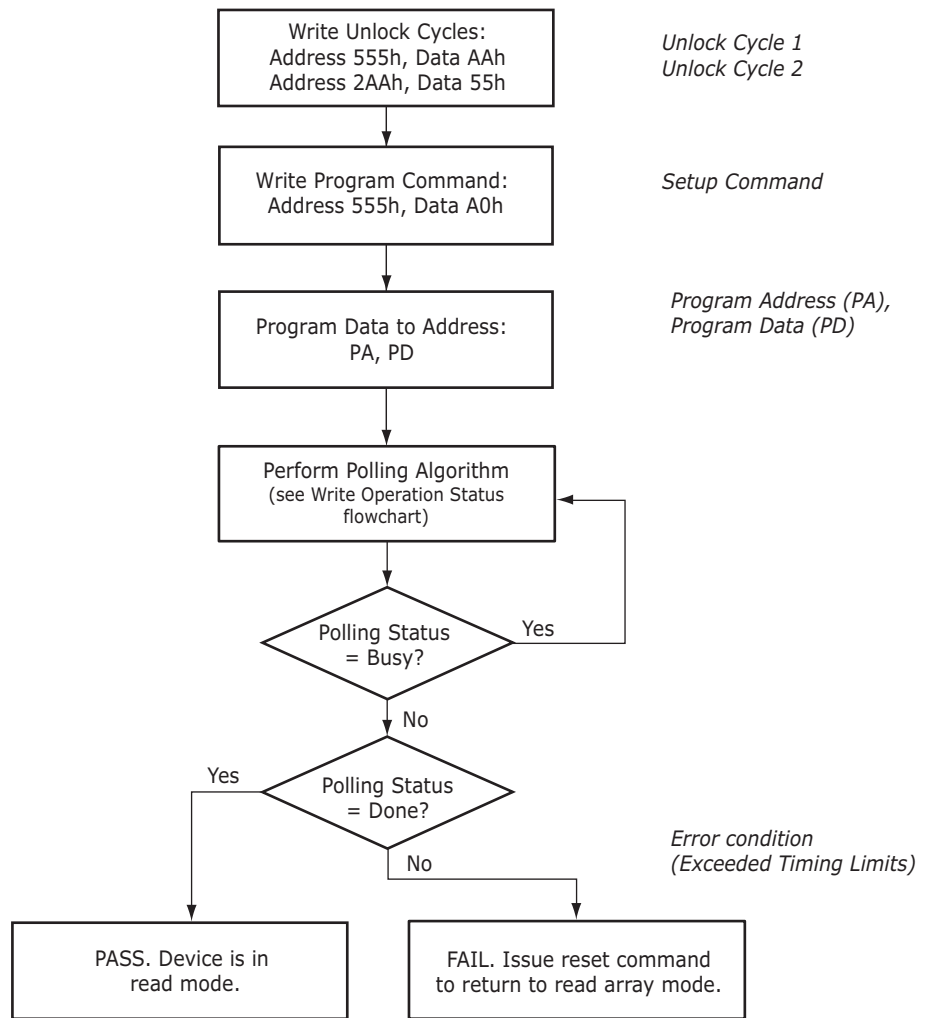 Write Unlock Cycles:
Address 555h, Data AAh
Address 2AAh, Data 55h
Unlock Cycle 1
Unlock Cycle 2
Write Program Command:
Address 555h, Data A0h
Setup Command
Program Data to Address:
PA, PD
Program Address (PA),
Program Data (PD)
Perform Polling Algorithm
(see Write Operation Status
flowchart)
Polling Status
= Busy?
Yes
No
Polling Status
= Done?
Yes
No
Error condition
(Exceeded Timing Limits)
PASS. Device is in
read mode.
FAIL. Issue reset command
to return to read array mode.